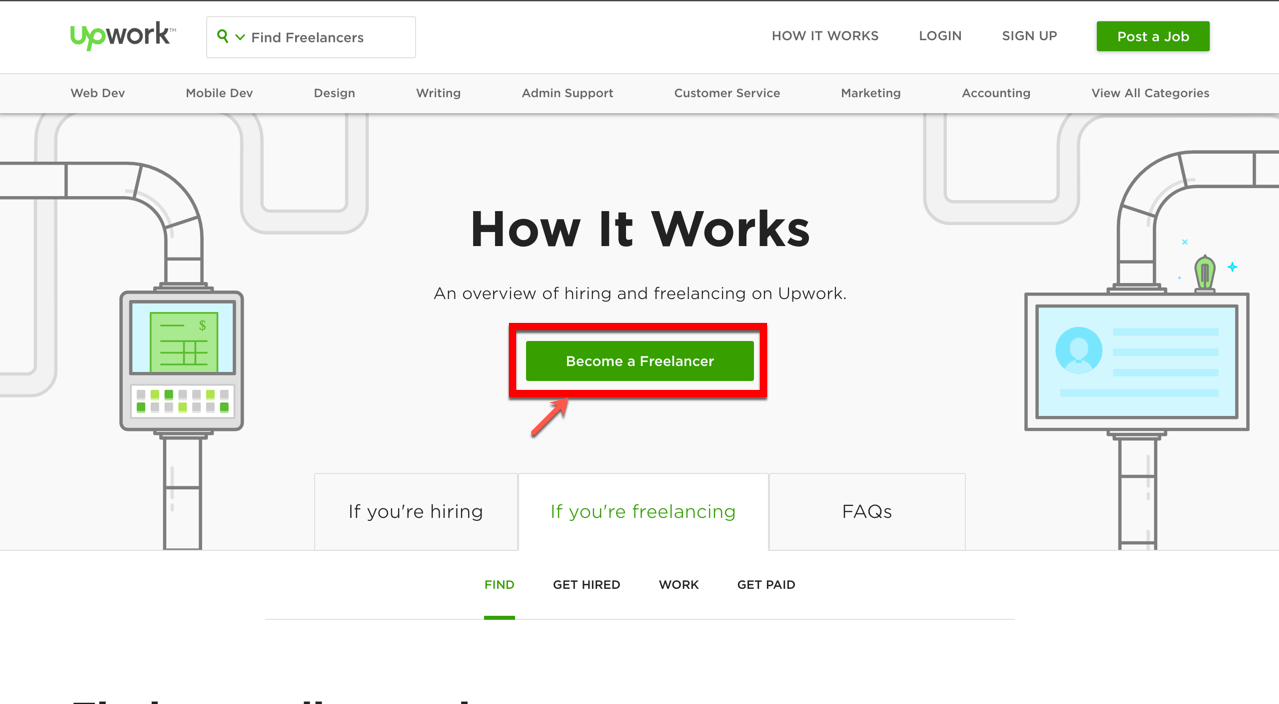 upwork™
Find Freelancers
HOW IT WORKS
LOGIN
SIGN UP
Post a Job
Web Dev
Mobile Dev
Design
Writing
Admin Support
Customer Service
Marketing
Accounting
View All Categories
How It Works
An overview of hiring and freelancing on Upwork.
$
Become a Freelancer
If you're hiring
If you're freelancing
FAQs
FIND
GET HIRED
WORK
GET PAID